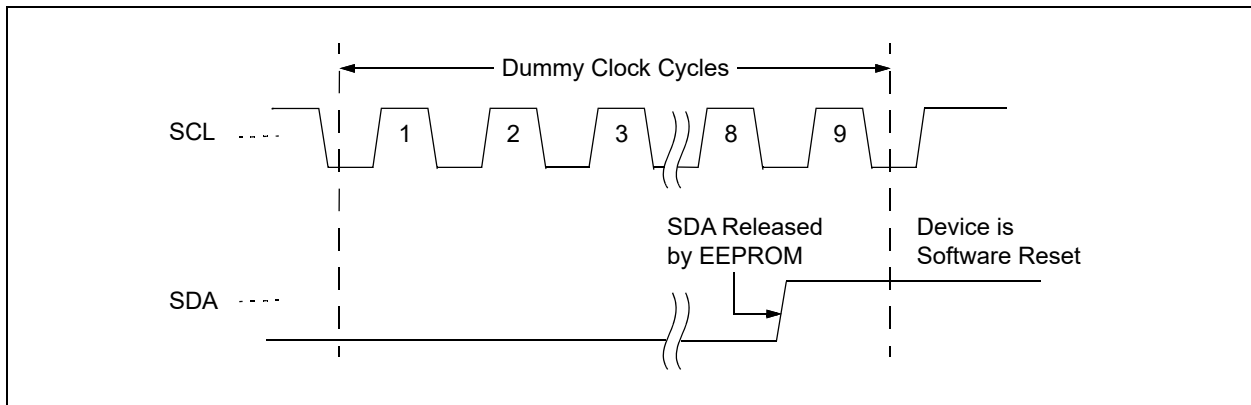 Dummy Clock Cycles
SCL
1 2 3 8 9
SDA Released
by EEPROM
Device is
Software Reset
SDA